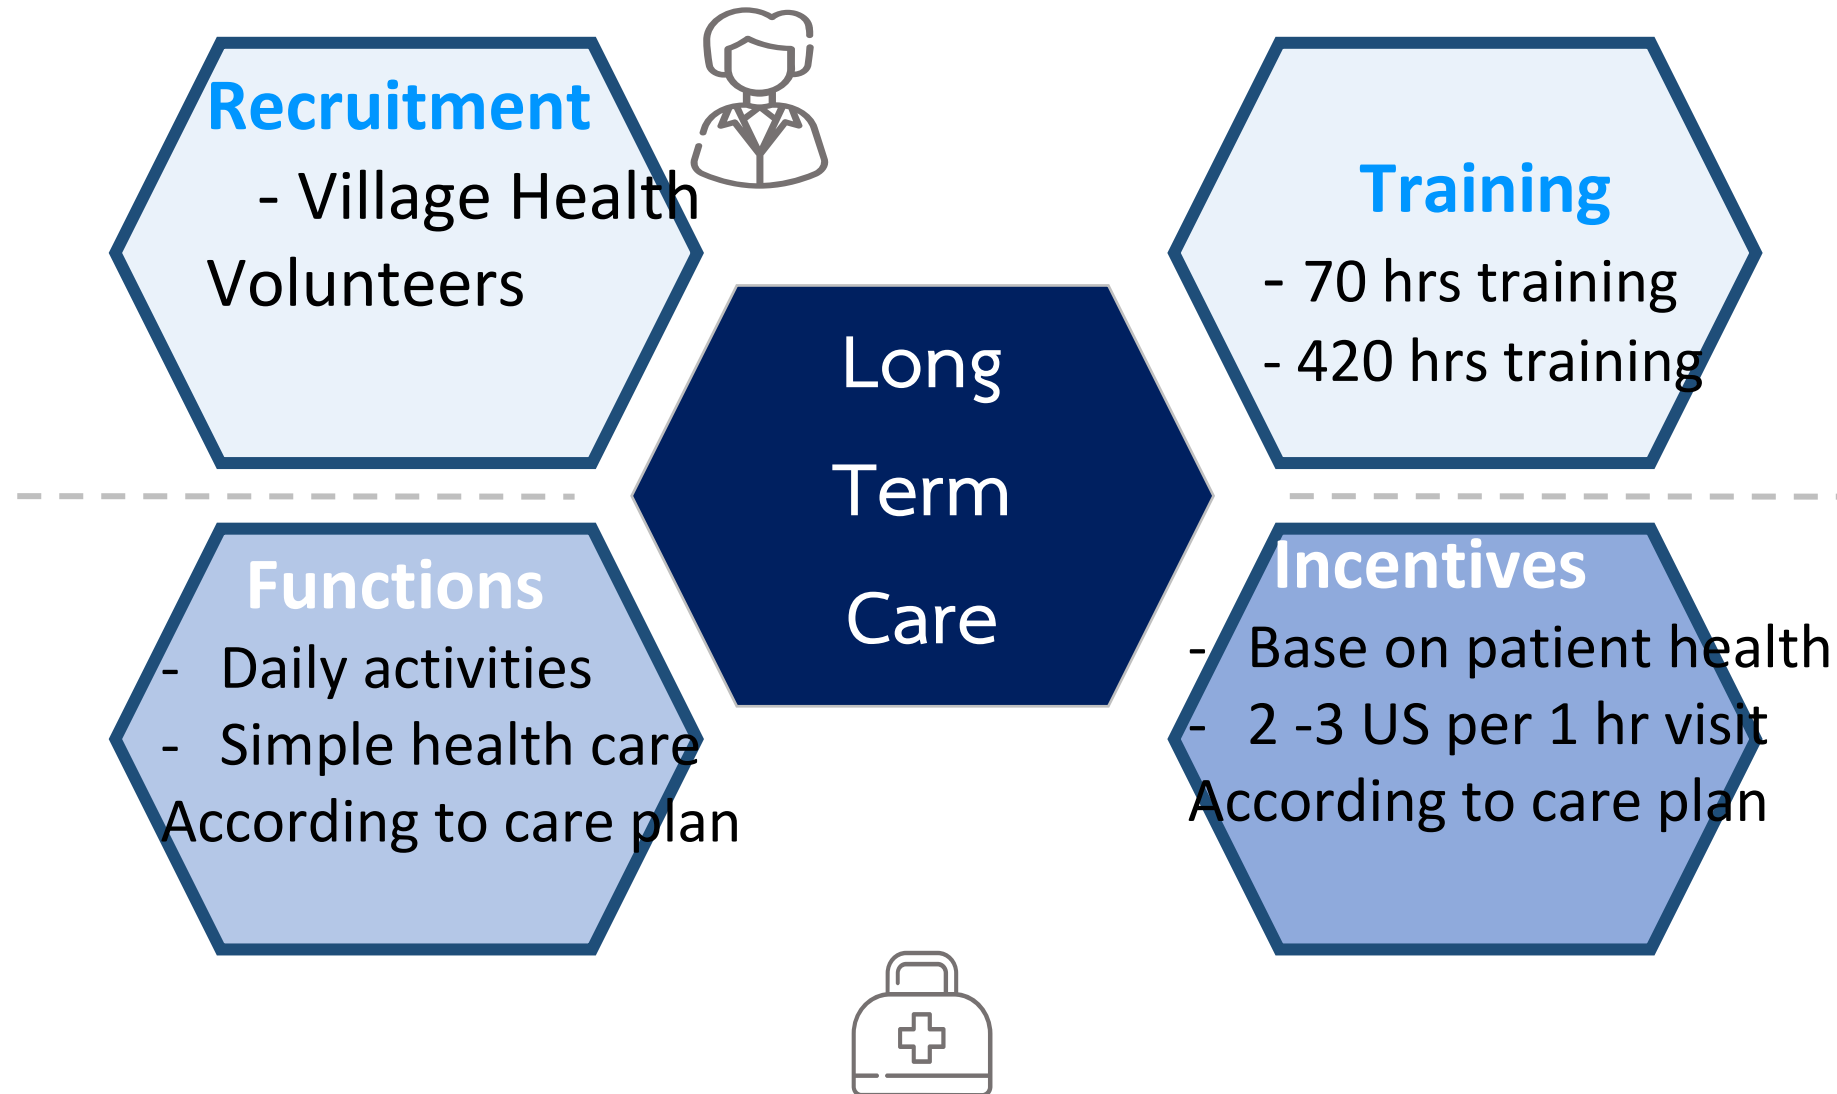 Recruitment
- Village Health
Volunteers
Training
- 70 hrs training
- 420 hrs training
Long
Term
Care
Functions
- Daily activities
- Simple health care
According to care plan
Incentives
- Base on patient health
- 2 -3 US per 1 hr visit
According to care plan